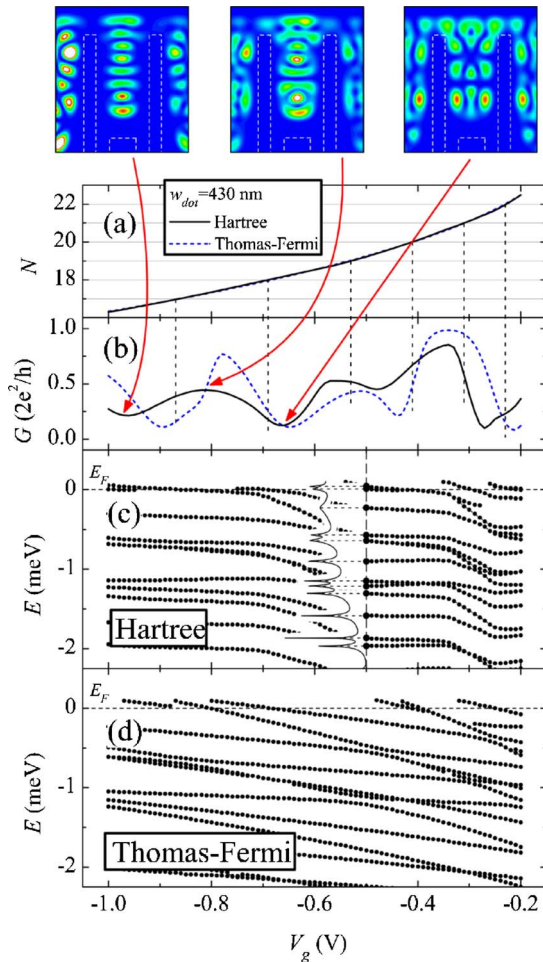 w_dot=430 nm
Hartree
Thomas-Fermi
(a)
N
22
20
18
(b)
G (2e²/h)
1.0
0.5
0.0
(c)
E_F
E (meV)
0
-1
-2
Hartree
(d)
E_F
E (meV)
0
-1
-2
Thomas-Fermi
-1.0 -0.8 -0.6 -0.4 -0.2
V_g (V)